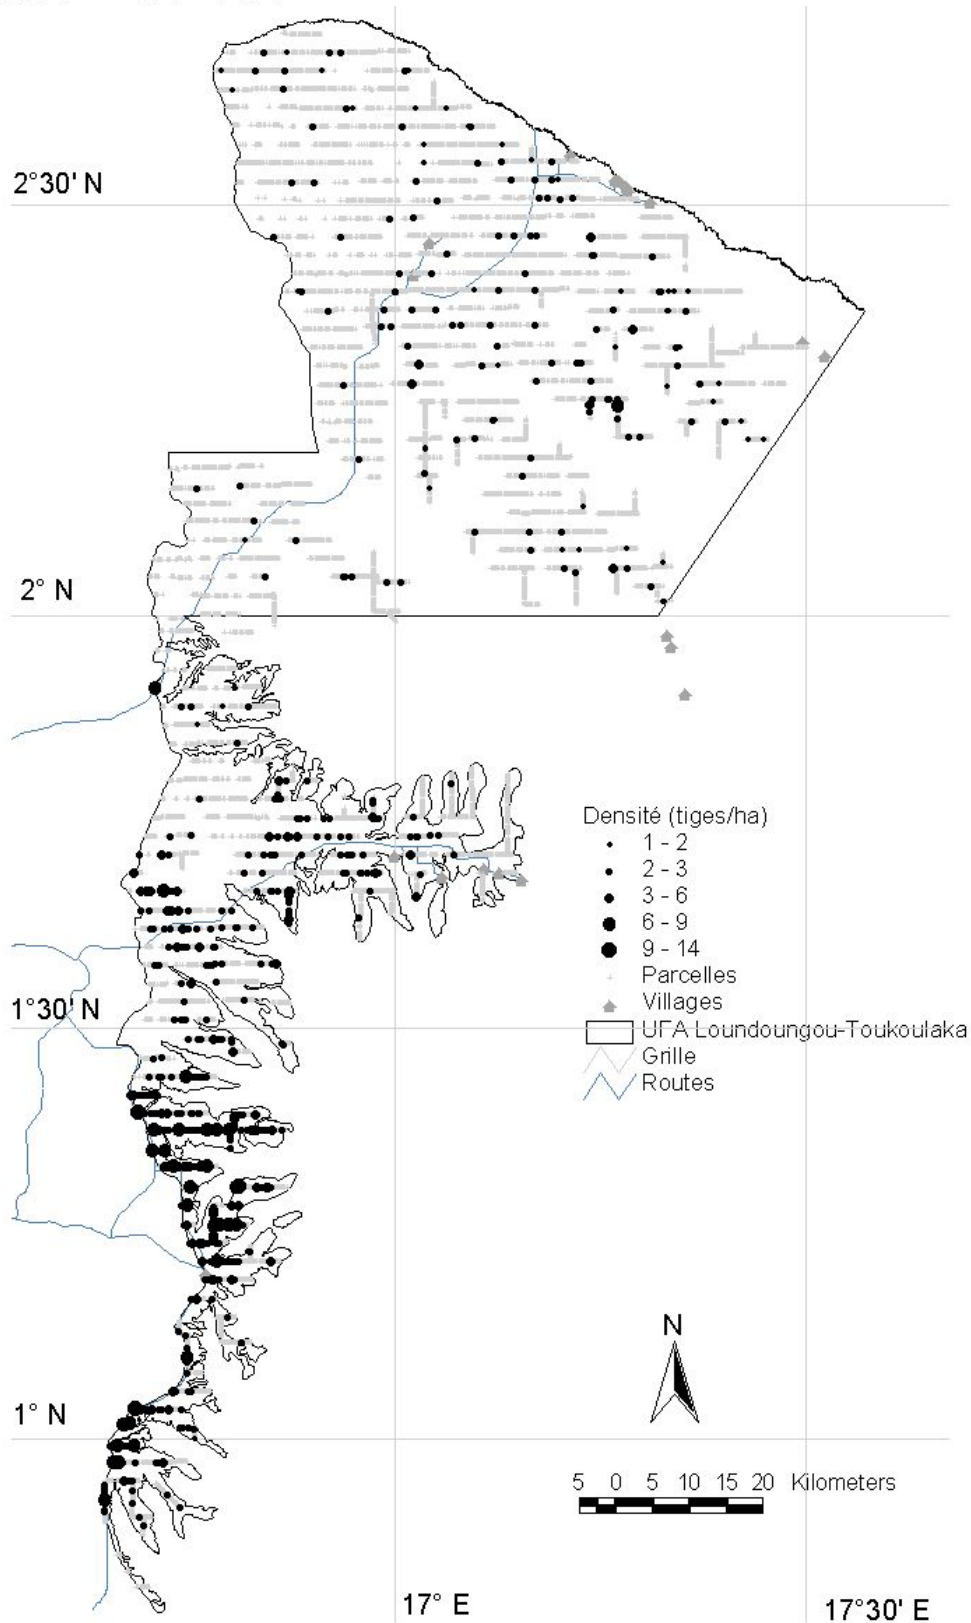 2°30' N
2° N
Densité (tiges/ha)
1 - 2
2 - 3
3 - 6
6 - 9
9 - 14
Parcelles
Villages
1°30' N
UFA Loundoungou-Toukoulaka
Grille
Routes
N
1° N
5 0 5 10 15 20 Kilometers
17° E
17°30' E